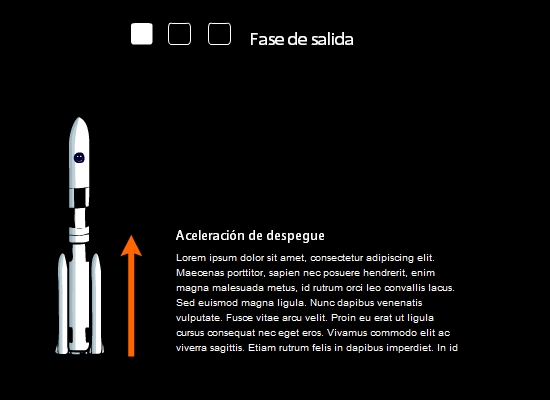 Fase de salida
Aceleración de despegue
Lorem ipsum dolor sit amet, consectetur adipiscing elit.
Maecenas porttitor, sapien nec posuere hendrerit, enim
magna malesuada metus, id rutrum orci leo convallis lacus.
Sed euismod magna ligula. Nunc dapibus venenatis
vulputate. Fusce vitae arcu velit. Proin eu erat ut ligula
cursus consequat nec eget eros. Vivamus commodo elit ac
viverra sagittis. Etiam rutrum felis in dapibus imperdiet. In id